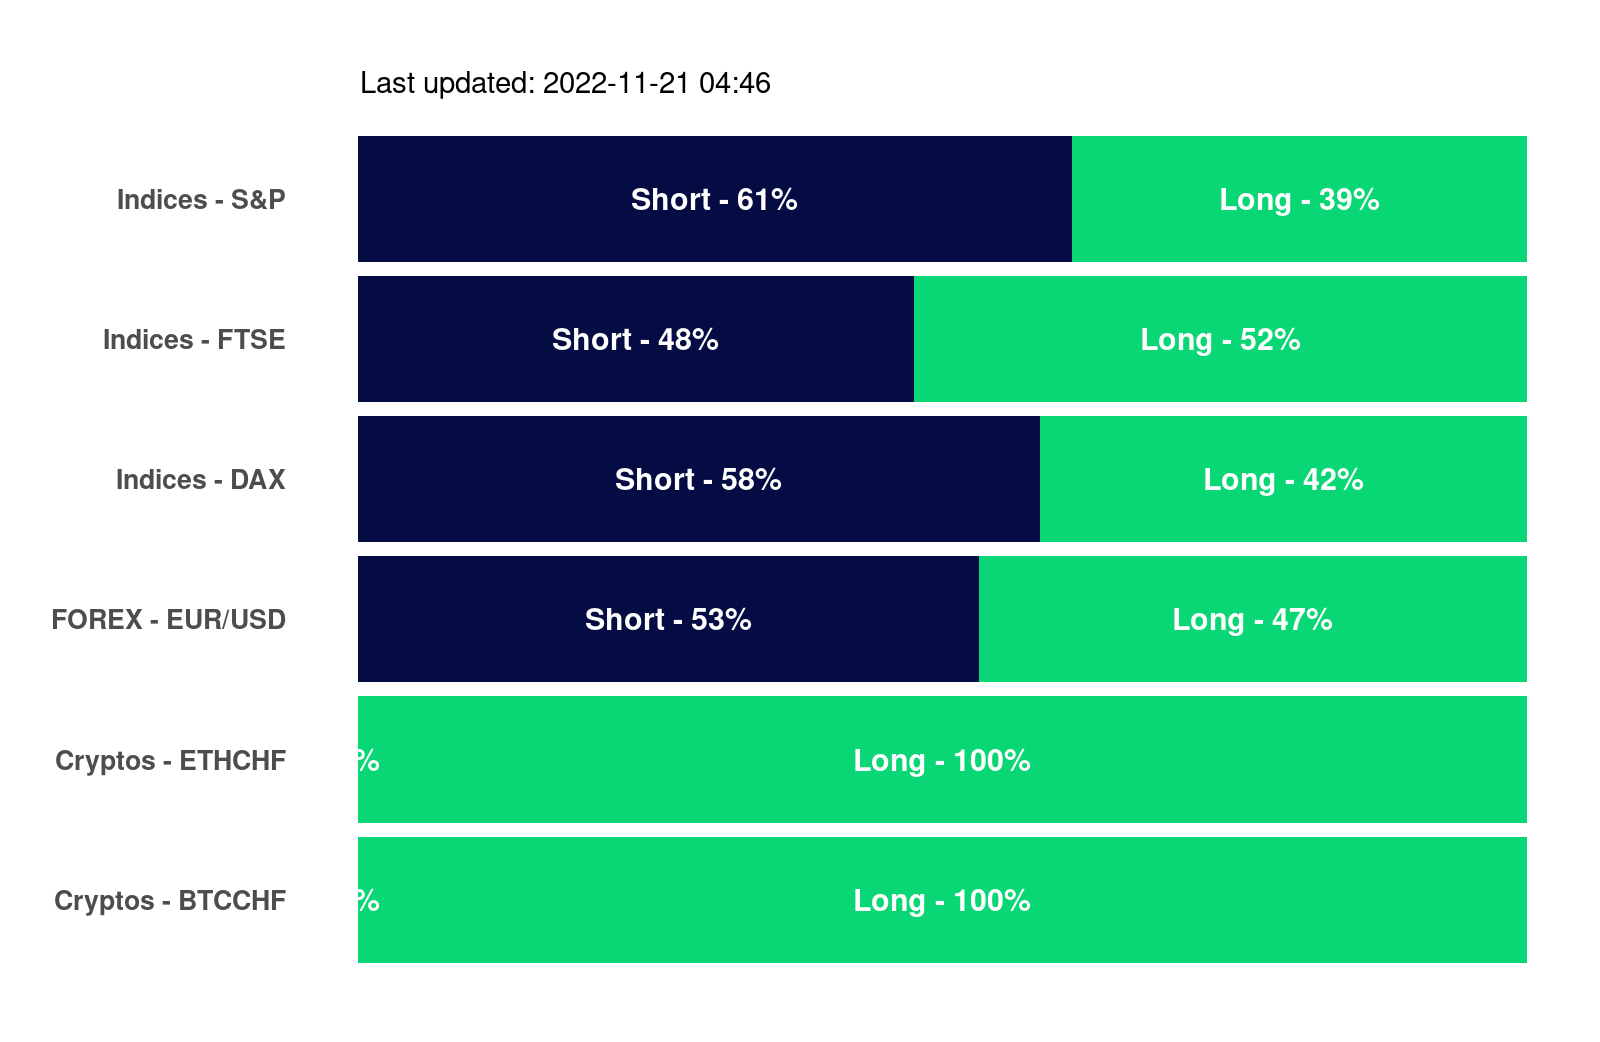 Last updated: 2022-11-21 04:46
Indices - S&P Short - 61% Long - 39%
Indices - FTSE Short - 48% Long - 52%
Indices - DAX Short - 58% Long - 42%
FOREX - EUR/USD Short - 53% Long - 47%
Cryptos - ETHCHF % Long - 100%
Cryptos - BTCCHF % Long - 100%